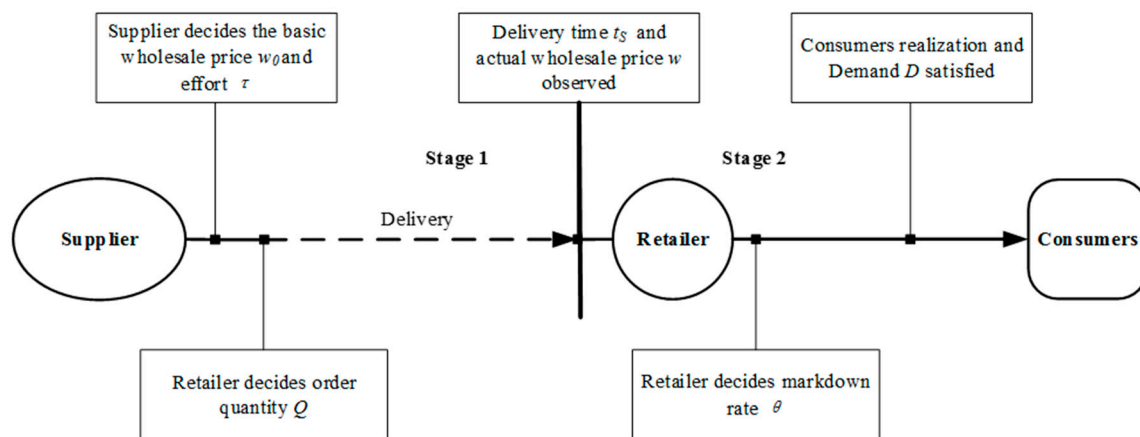 Supplier decides the basic
wholesale price w₀ and
effort τ
Delivery time tS and
actual wholesale price w
observed
Consumers realization and
Demand D satisfied
Stage 1
Stage 2
Supplier
Delivery
Retailer
Consumers
Retailer decides order
quantity Q
Retailer decides markdown
rate θ